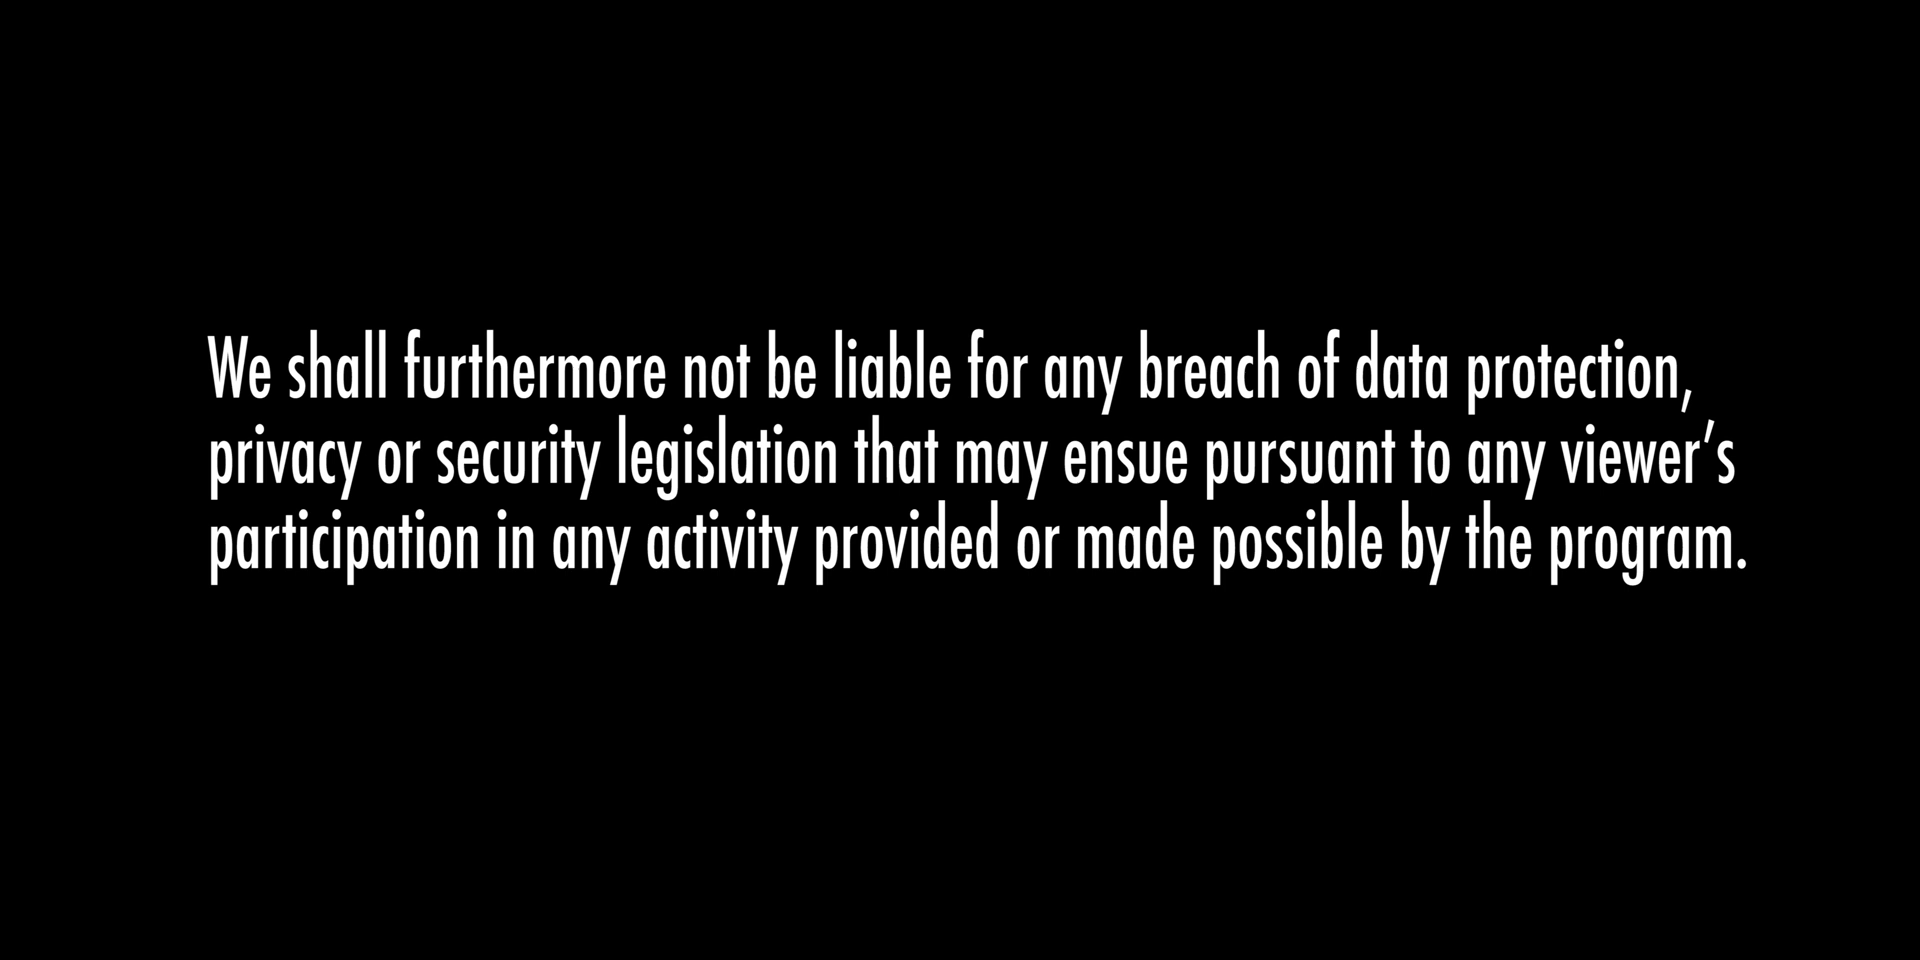 We shall furthermore not be liable for any breach of data protection,
privacy or security legislation that may ensue pursuant to any viewer’s
participation in any activity provided or made possible by the program.